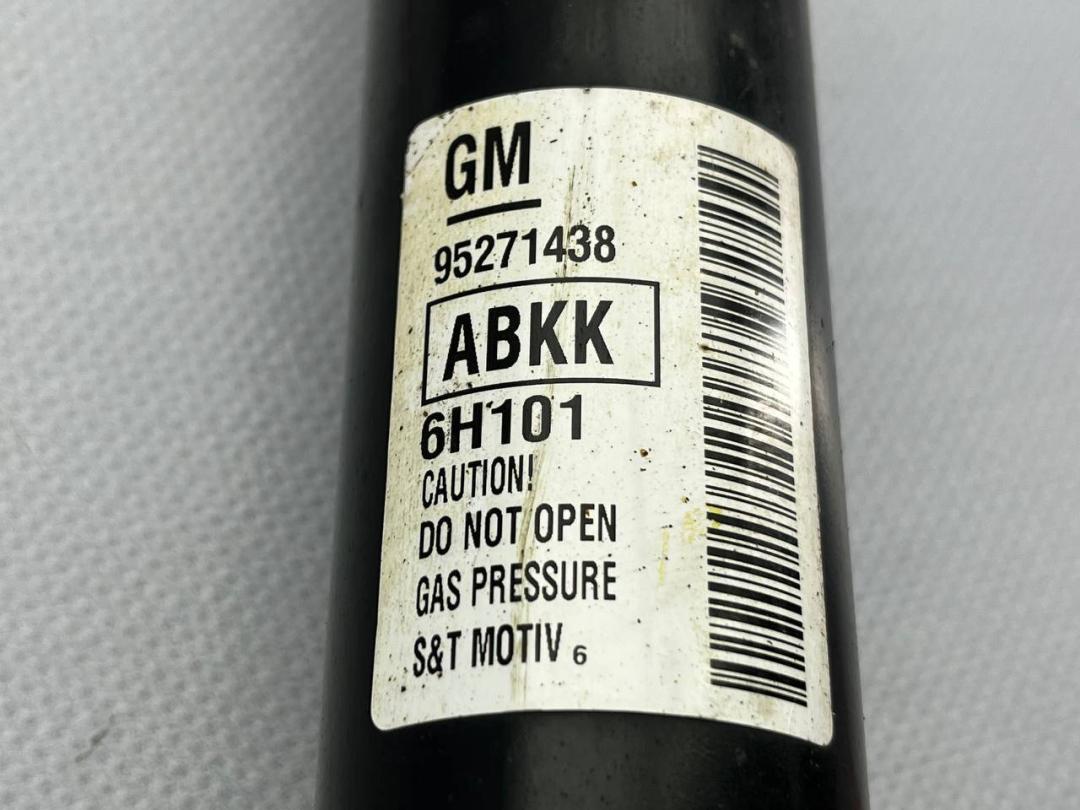 GM
95271438
ABKK
6H101
CAUTION!
DO NOT OPEN
GAS PRESSURE
S&T MOTIV 6